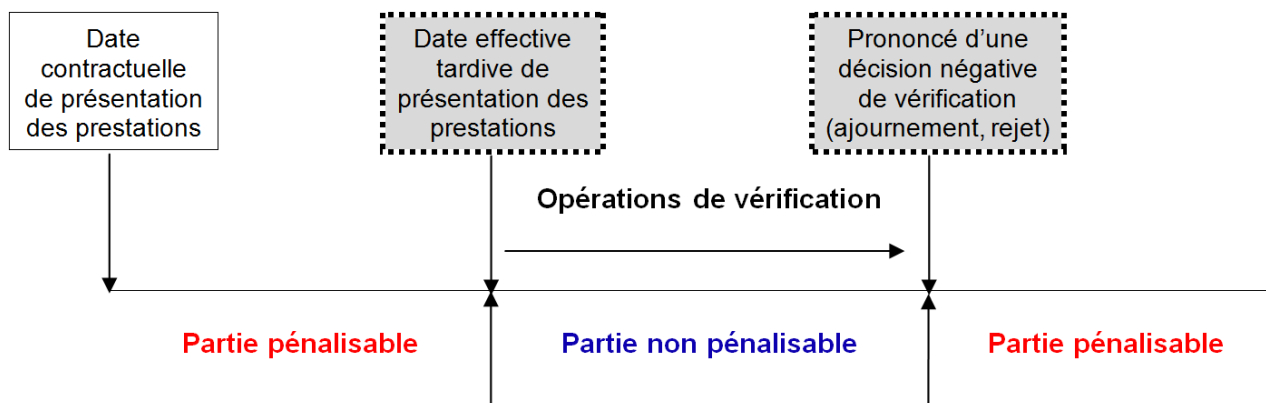 Date
contractuelle
de présentation
des prestations
Date effective
tardive de
présentation des
prestations
Prononcé d’une
décision négative
de vérification
(ajournement, rejet)
Opérations de vérification
Partie pénalisable
Partie non pénalisable
Partie pénalisable